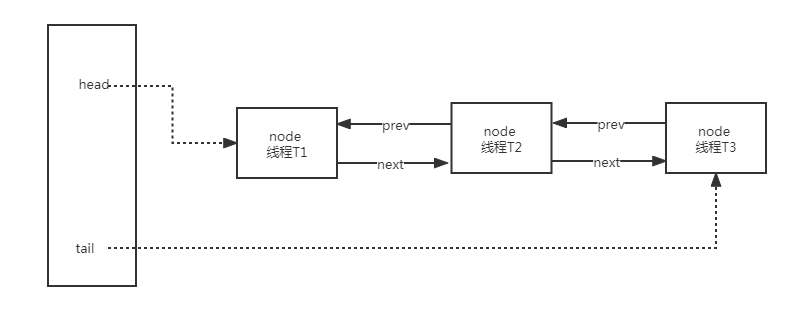 head
node
线程T1
prev
next
node
线程T2
prev
next
node
线程T3
tail